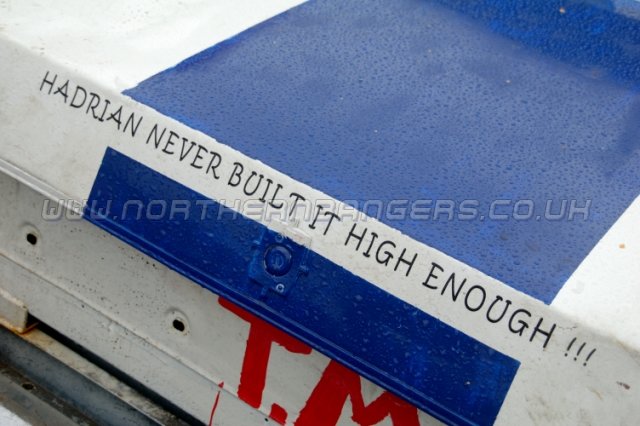 HADRIAN NEVER BUILT IT HIGH ENOUGH !!!
WWW.NORTHERNRANGERS.CO.UK
T.M